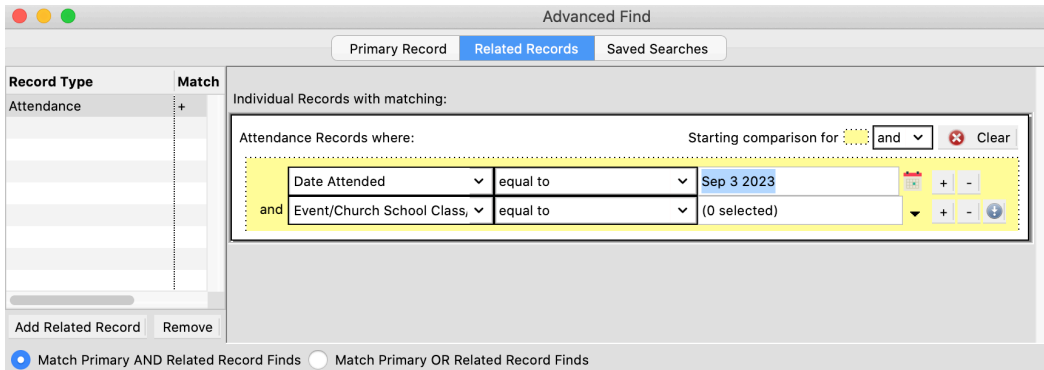 Advanced Find
Primary Record Related Records Saved Searches
Record Type Match
Attendance +
Individual Records with matching:
Attendance Records where: Starting comparison for and Clear
Date Attended equal to Sep 3 2023 + -
and Event/Church School Class, equal to (0 selected) + -
Add Related Record Remove
Match Primary AND Related Record Finds Match Primary OR Related Record Finds